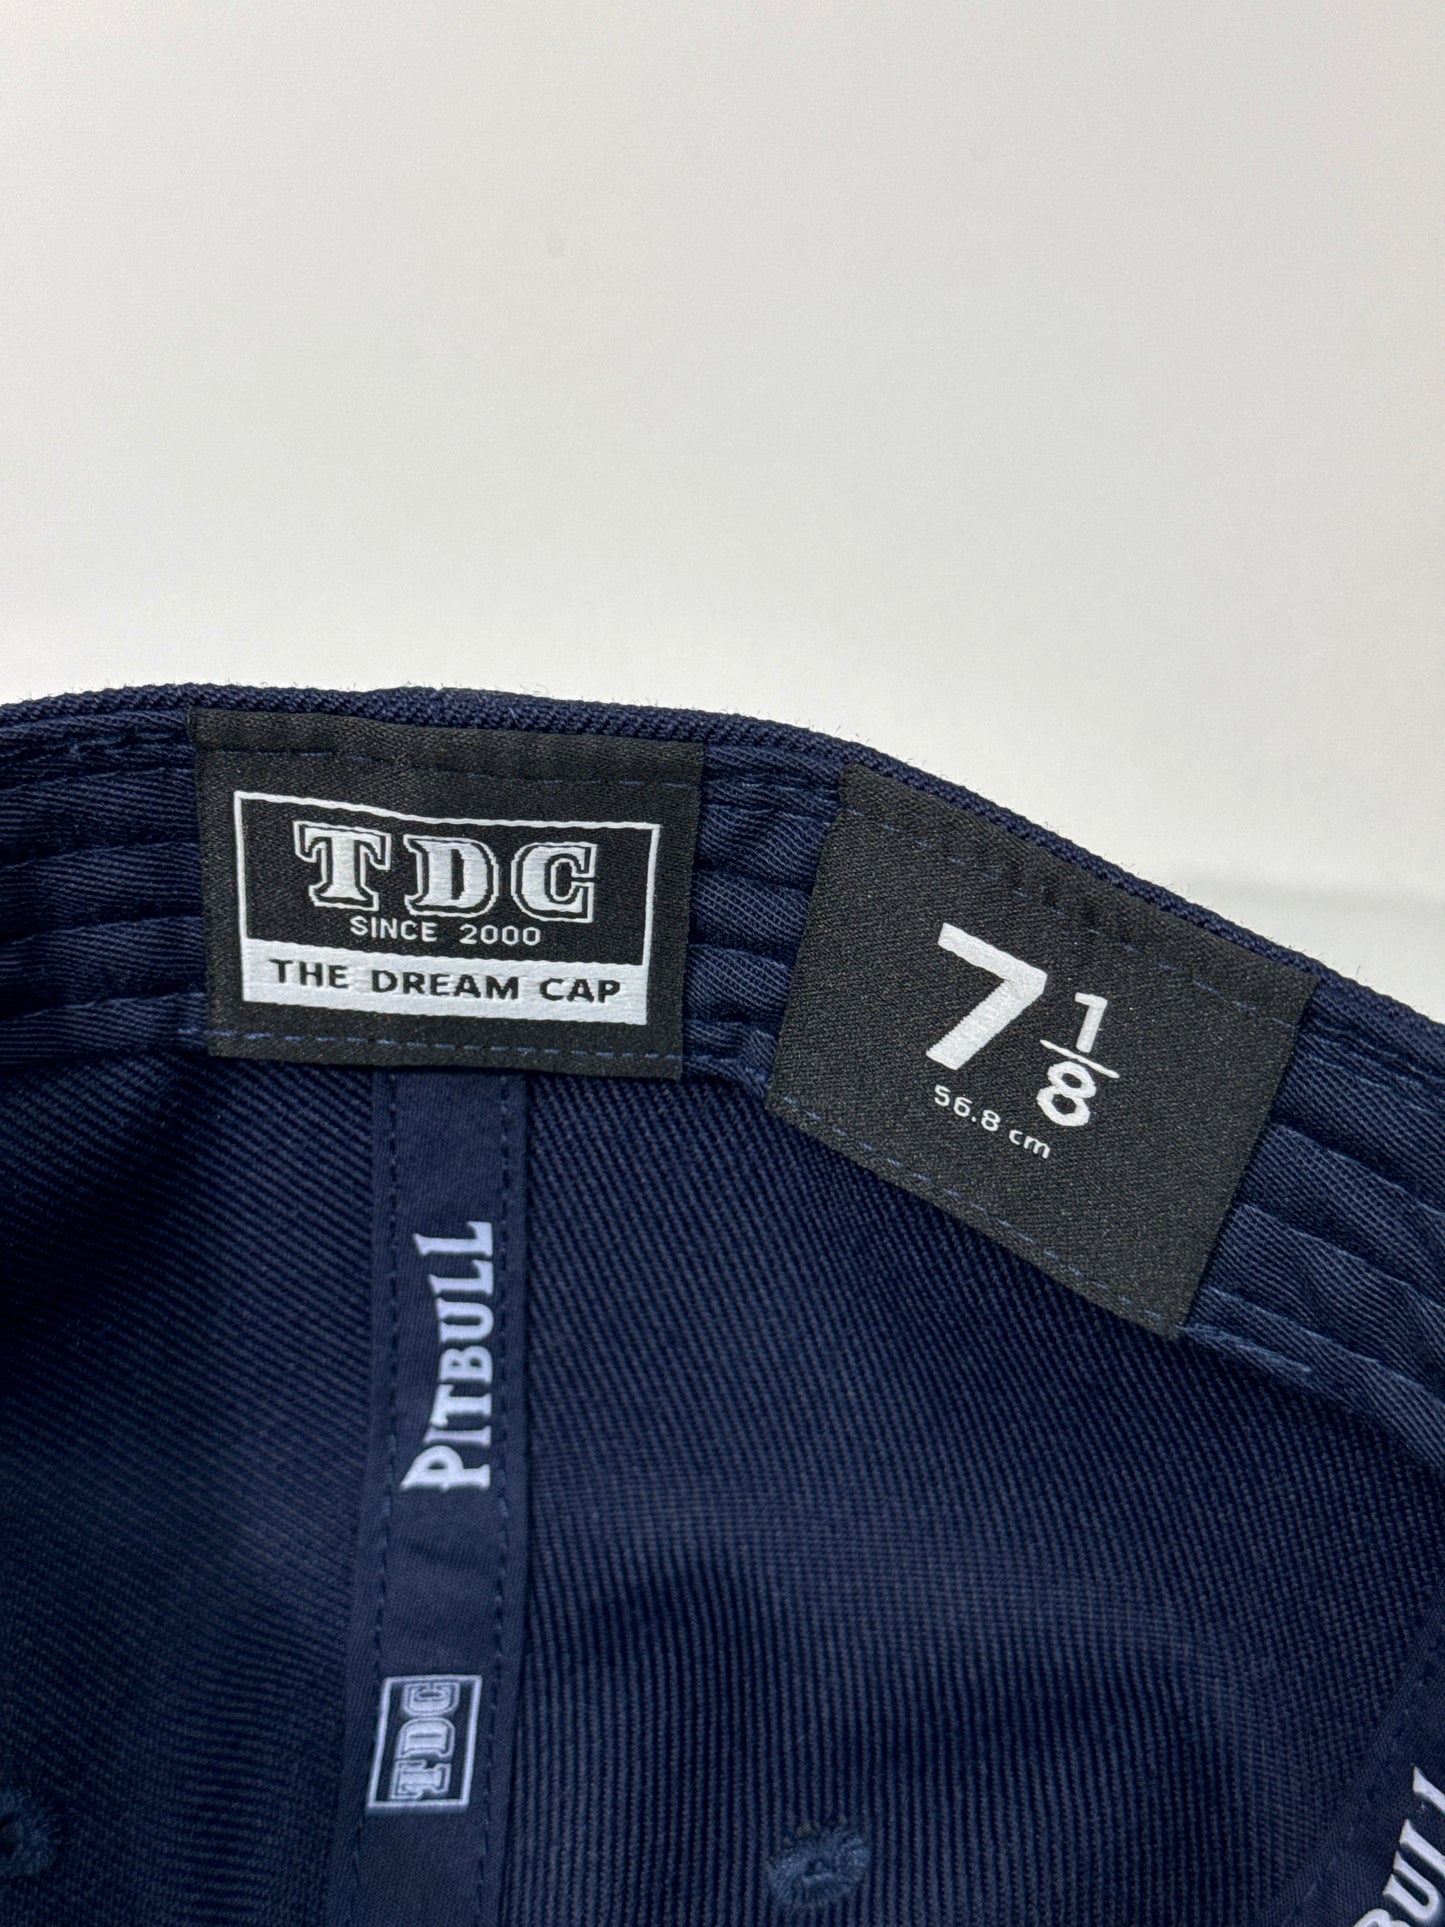 TDC
SINCE 2000
THE DREAM CAP
7 1/8
56.8 cm
PITBULL
TDC